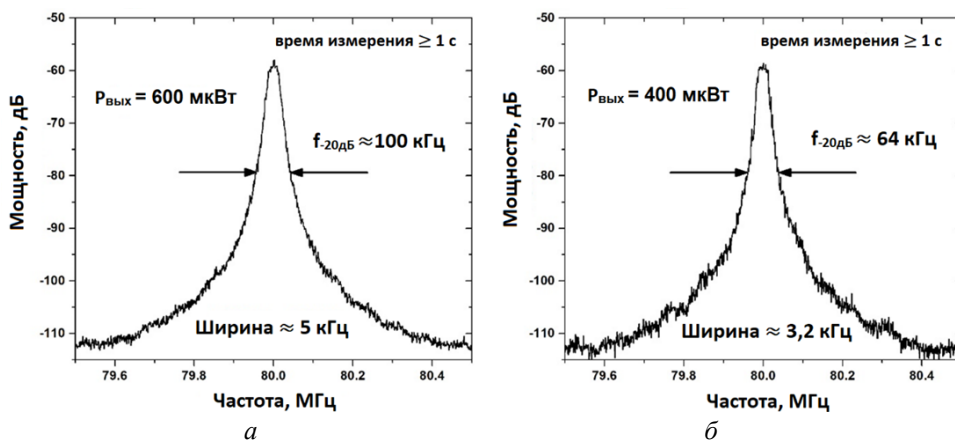 время измерения ≥ 1 с
Pвых = 600 мкВт
f-20дБ ≈ 100 кГц
Ширина ≈ 5 кГц
Мощность, дБ
-50
-60
-70
-80
-90
-100
-110
79.6 79.8 80.0 80.2 80.4
Частота, МГц
а
время измерения ≥ 1 с
Pвых = 400 мкВт
f-20дБ ≈ 64 кГц
Ширина ≈ 3,2 кГц
Мощность, дБ
-50
-60
-70
-80
-90
-100
-110
79.6 79.8 80.0 80.2 80.4
Частота, МГц
б